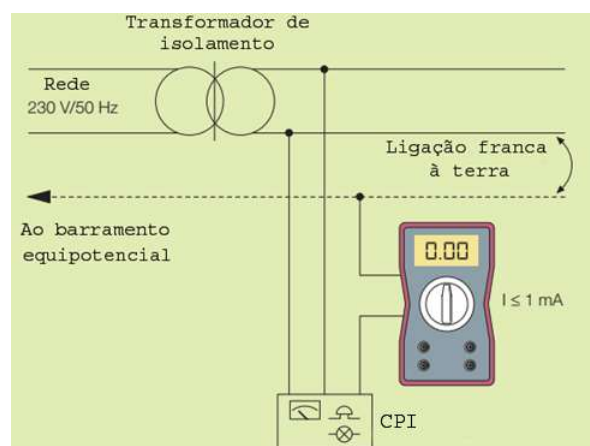 Transformador de
isolamento
Rede
230 V/50 Hz
Ligação franca
à terra
Ao barramento
equipotencial
0.00
I ≤ 1 mA
CPI